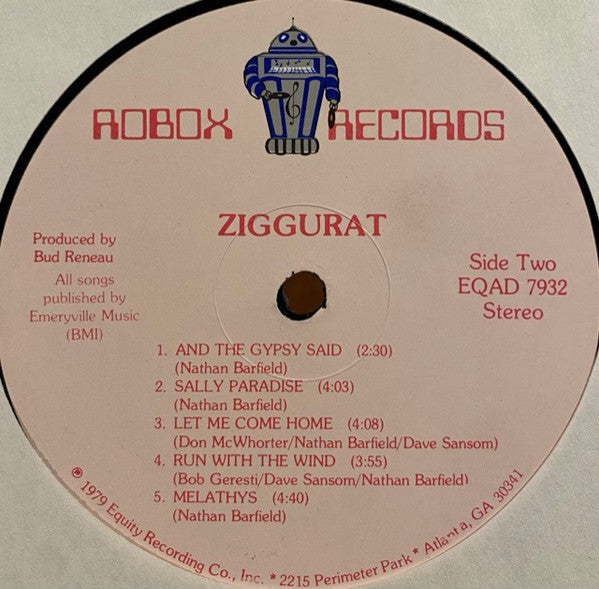 ROBOX RECORDS
ZIGGURAT
Produced by
Bud Reneau
All songs
published by
Emeryville Music
(BMI)
Side Two
EQAD 7932
Stereo
1. AND THE GYPSY SAID (2:30)
(Nathan Barfield)
2. SALLY PARADISE (4:03)
(Nathan Barfield)
3. LET ME COME HOME (4:08)
(Don McWhorter/Nathan Barfield/Dave Sansom)
4. RUN WITH THE WIND (3:55)
(Bob Geresti/Dave Sansom/Nathan Barfield)
5. MELATHYS (4:40)
(Nathan Barfield)
℗ 1979 Equity Recording Co., Inc. * 2215 Perimeter Park * Atlanta, GA 30341